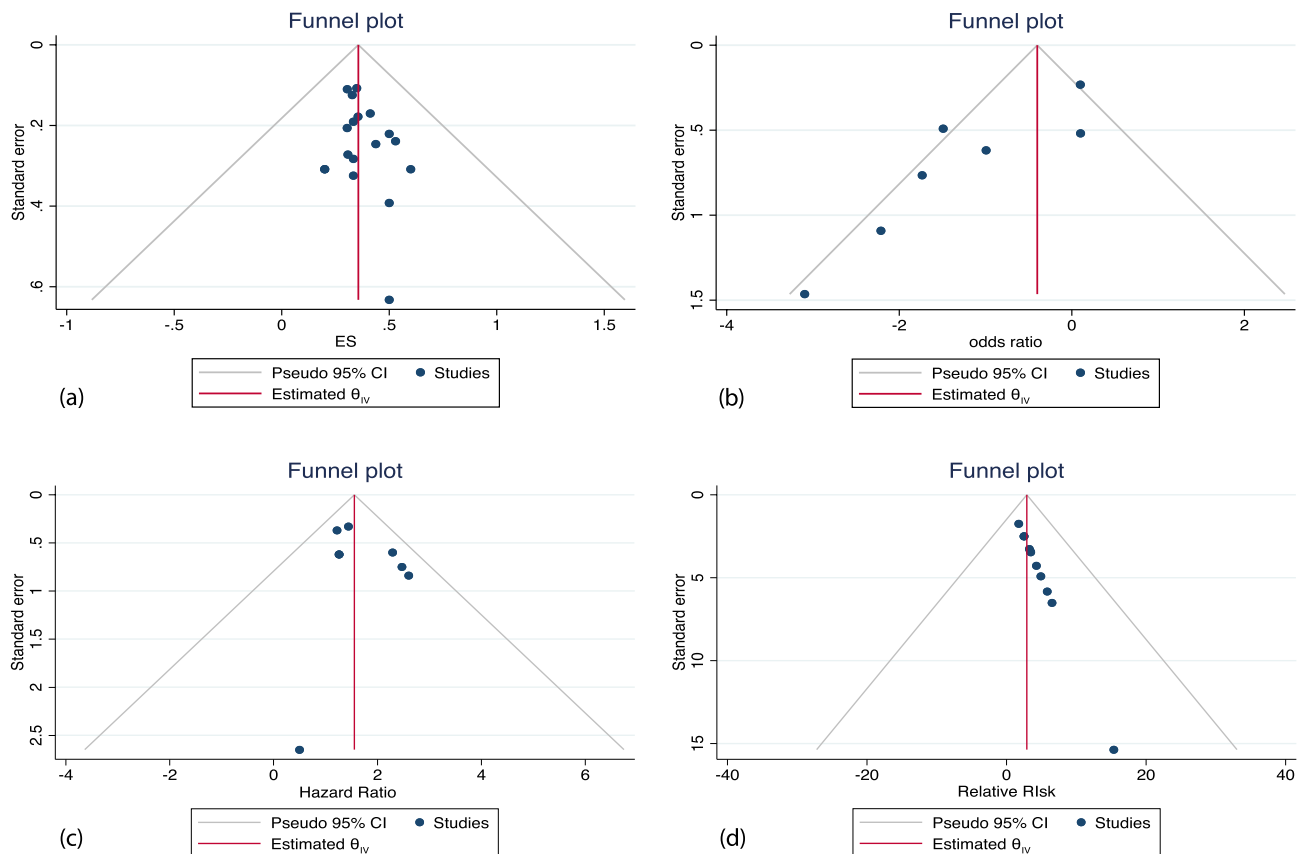 Funnel plot
0
.2
.4
.6
Standard error
-1 -.5 0 .5 1 1.5
ES
Pseudo 95% CI Studies
Estimated θIV
(a)
Funnel plot
0
.5
1
1.5
Standard error
-4 -2 0 2
odds ratio
Pseudo 95% CI Studies
Estimated θIV
(b)
Funnel plot
0
.5
1
1.5
2
2.5
Standard error
-4 -2 0 2 4 6
Hazard Ratio
Pseudo 95% CI Studies
Estimated θIV
(c)
Funnel plot
0
5
10
15
Standard error
-40 -20 0 20 40
Relative RIsk
Pseudo 95% CI Studies
Estimated θIV
(d)